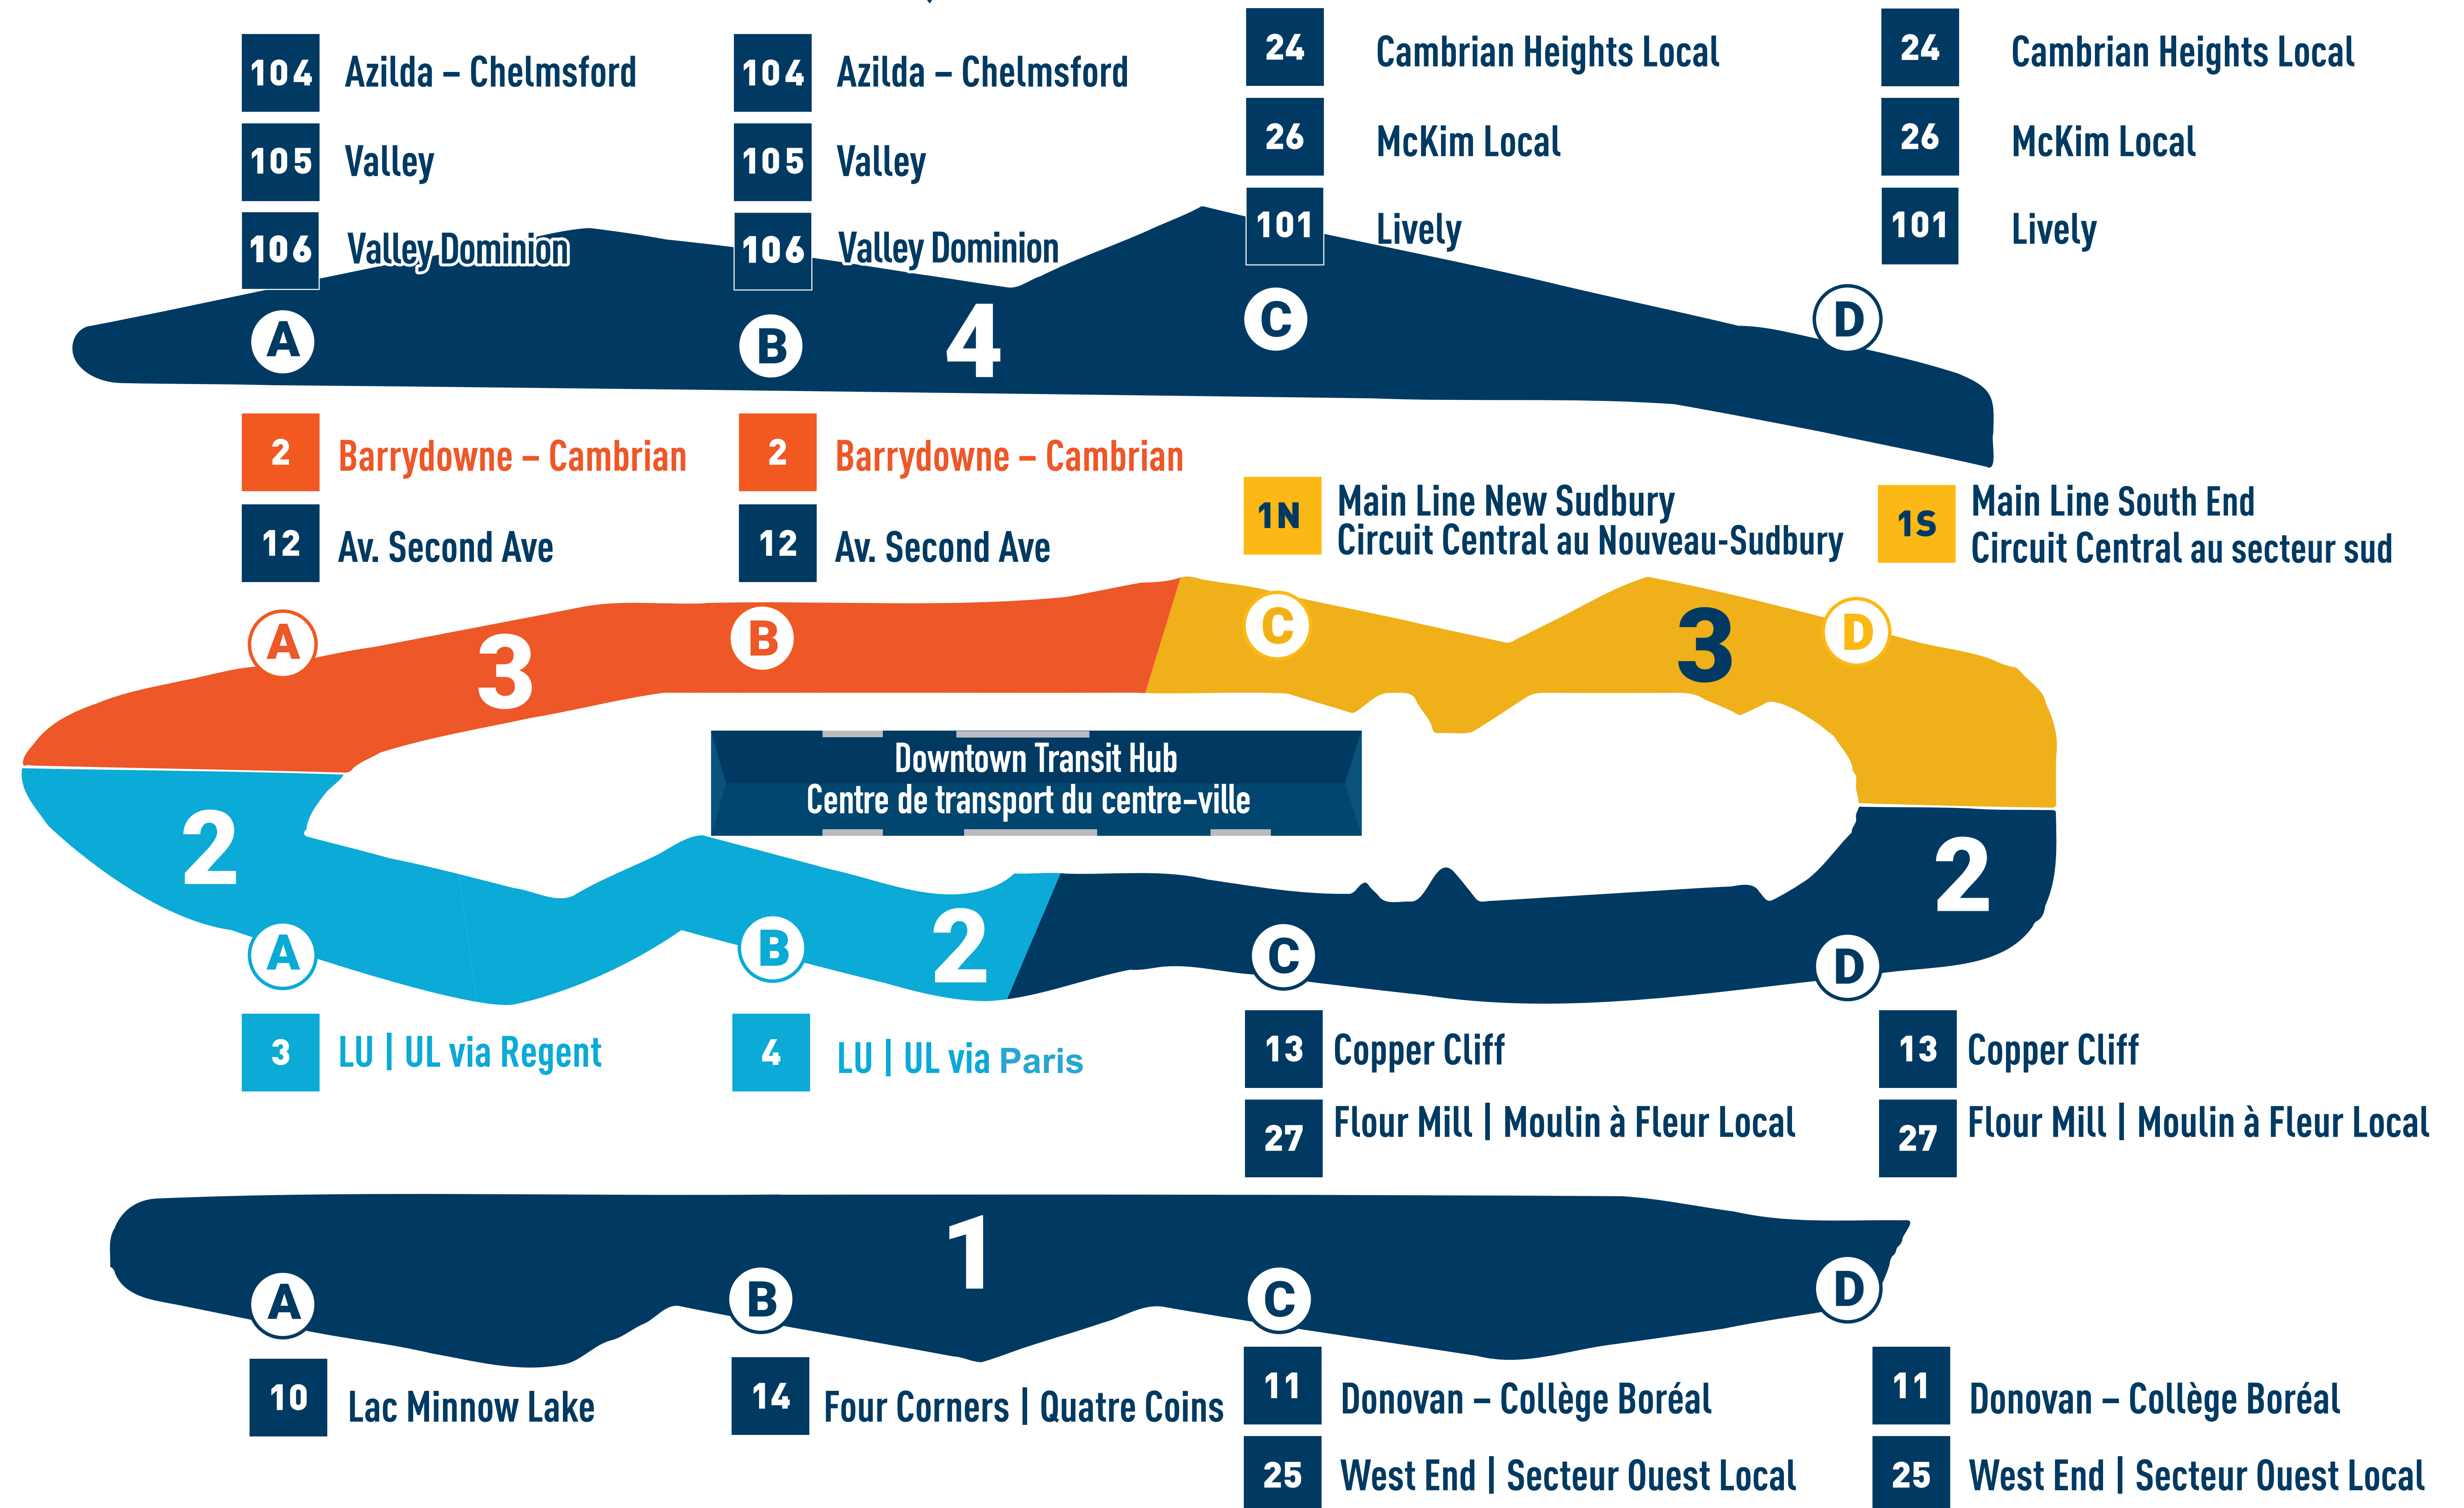 104 Azilda – Chelmsford
105 Valley
106 Valley Dominion
104 Azilda – Chelmsford
105 Valley
106 Valley Dominion
24 Cambrian Heights Local
26 McKim Local
101 Lively
24 Cambrian Heights Local
26 McKim Local
101 Lively
A
B
4
C
D
2 Barrydowne – Cambrian
12 Av. Second Ave
2 Barrydowne – Cambrian
12 Av. Second Ave
1N Main Line New Sudbury
Circuit Central au Nouveau-Sudbury
1S Main Line South End
Circuit Central au secteur sud
A
3
B
C
3
D
Downtown Transit Hub
Centre de transport du centre-ville
2
A
B
2
C
D
2
3 LU | UL via Regent
4 LU | UL via Paris
13 Copper Cliff
27 Flour Mill | Moulin à Fleur Local
13 Copper Cliff
27 Flour Mill | Moulin à Fleur Local
A
B
1
C
D
10 Lac Minnow Lake
14 Four Corners | Quatre Coins
11 Donovan – Collège Boréal
25 West End | Secteur Ouest Local
11 Donovan – Collège Boréal
25 West End | Secteur Ouest Local